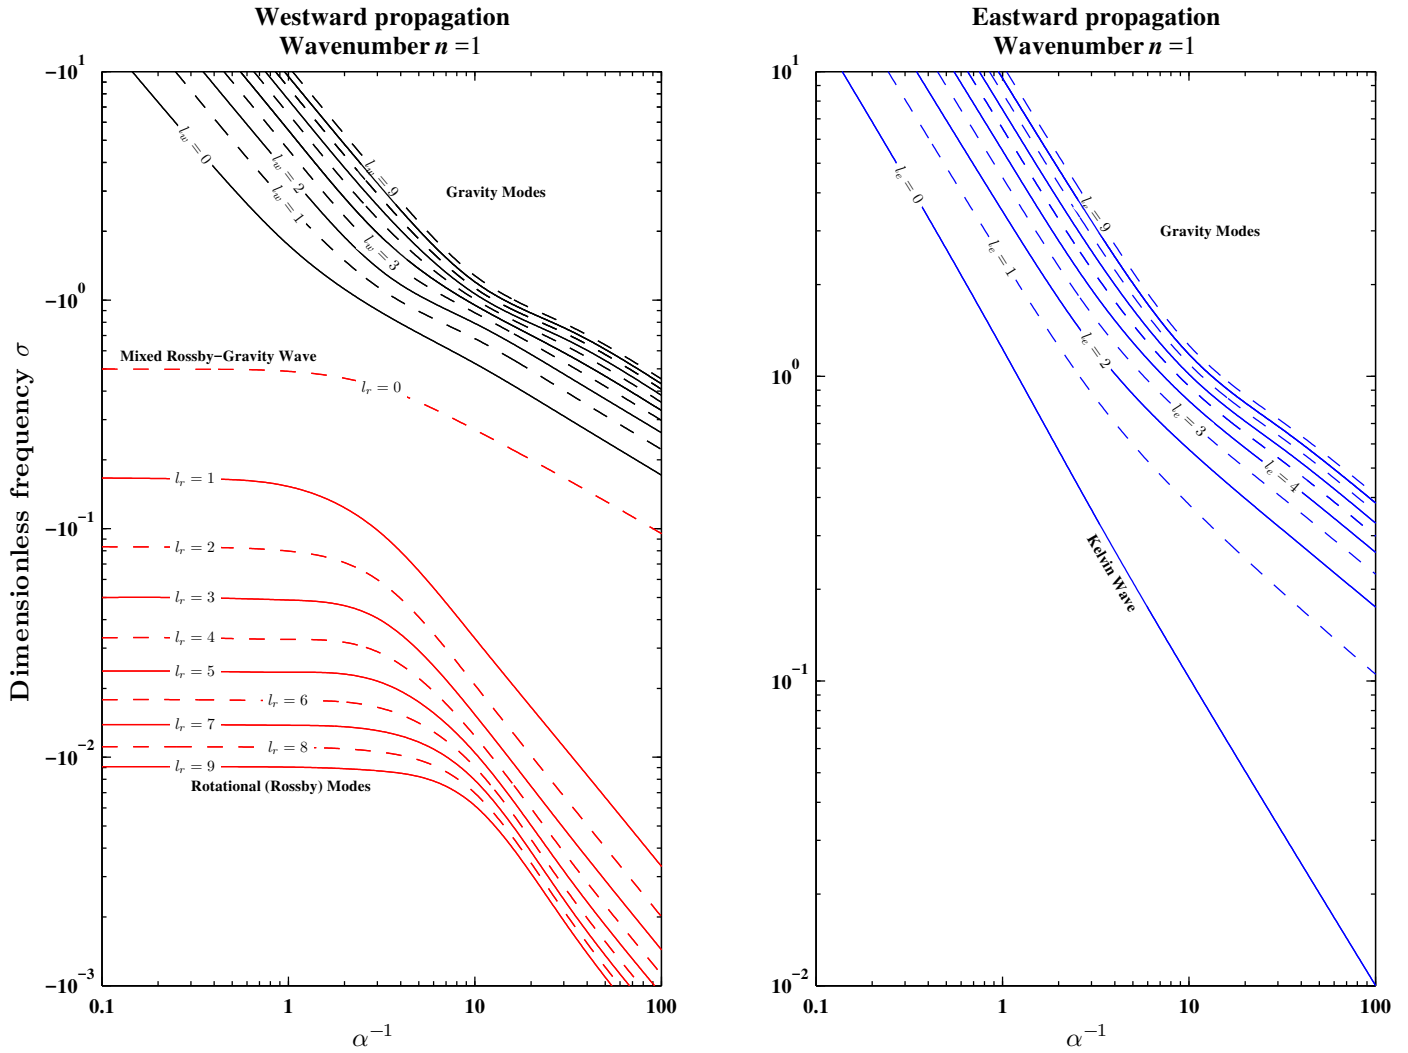 Westward propagation
Wavenumber n =1
-10^1
-10^0
-10^-1
-10^-2
-10^-3
Dimensionless frequency σ
l_w = 0
l_w = 1
l_w = 2
l_w = 3
l_w = 9
Gravity Modes
Mixed Rossby-Gravity Wave
l_r = 0
l_r = 1
l_r = 2
l_r = 3
l_r = 4
l_r = 5
l_r = 6
l_r = 7
l_r = 8
l_r = 9
Rotational (Rossby) Modes
0.1 1 10 100
α^-1
Eastward propagation
Wavenumber n =1
10^1
10^0
10^-1
10^-2
l_e = 0
l_e = 1
l_e = 2
l_e = 3
l_e = 4
l_e = 9
Gravity Modes
Kelvin Wave
0.1 1 10 100
α^-1